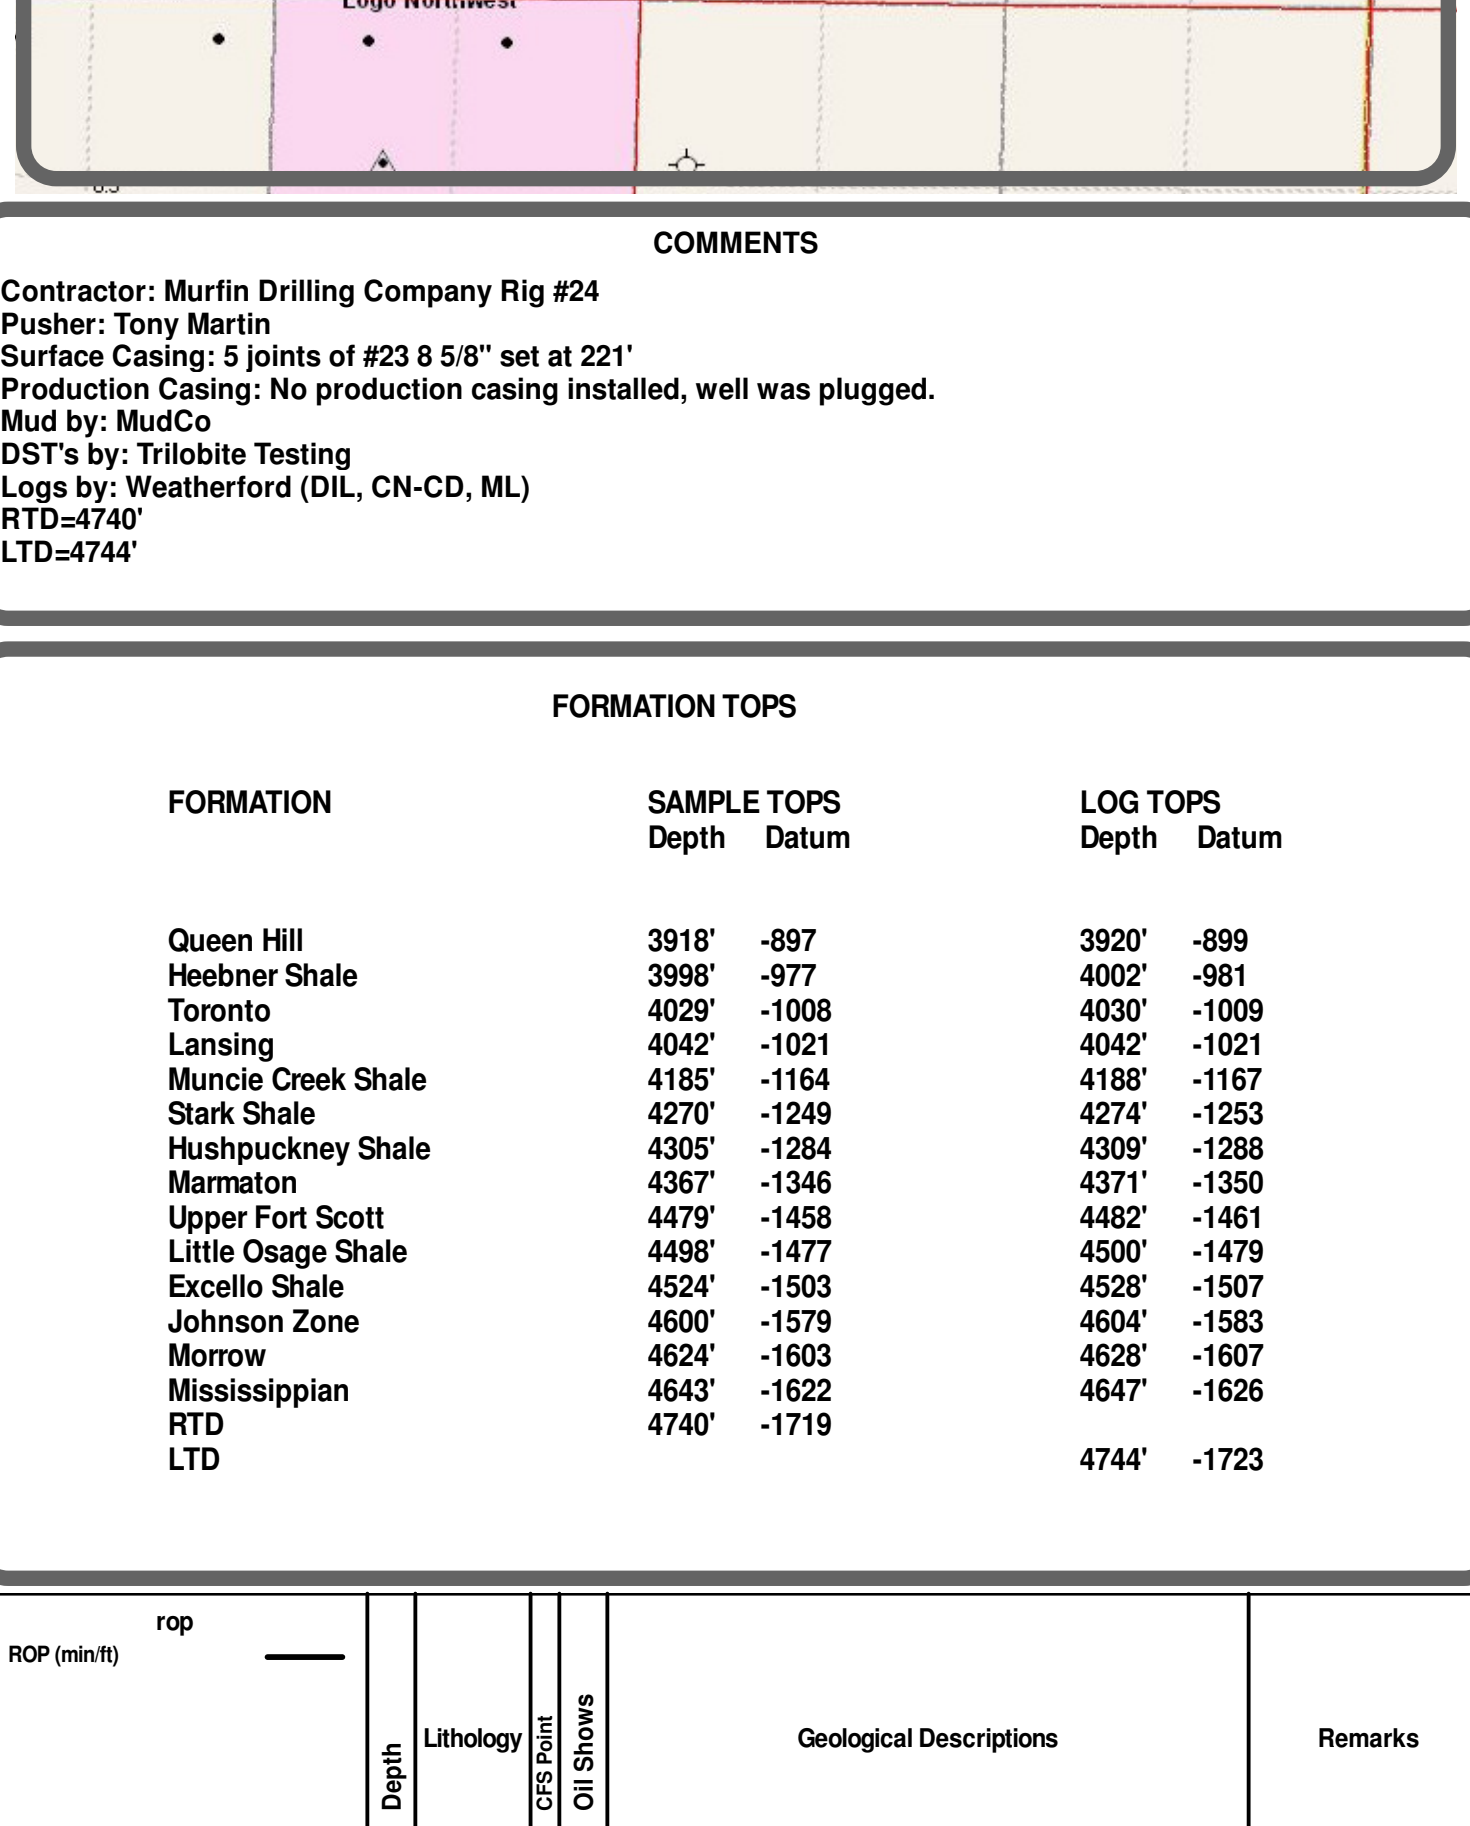 Logo Northwest
COMMENTS
Contractor: Murfin Drilling Company Rig #24
Pusher: Tony Martin
Surface Casing: 5 joints of #23 8 5/8" set at 221'
Production Casing: No production casing installed, well was plugged.
Mud by: MudCo
DST's by: Trilobite Testing
Logs by: Weatherford (DIL, CN-CD, ML)
RTD=4740'
LTD=4744'
FORMATION TOPS
FORMATION SAMPLE TOPS LOG TOPS
Depth Datum Depth Datum
Queen Hill 3918' -897 3920' -899
Heebner Shale 3998' -977 4002' -981
Toronto 4029' -1008 4030' -1009
Lansing 4042' -1021 4042' -1021
Muncie Creek Shale 4185' -1164 4188' -1167
Stark Shale 4270' -1249 4274' -1253
Hushpuckney Shale 4305' -1284 4309' -1288
Marmaton 4367' -1346 4371' -1350
Upper Fort Scott 4479' -1458 4482' -1461
Little Osage Shale 4498' -1477 4500' -1479
Excello Shale 4524' -1503 4528' -1507
Johnson Zone 4600' -1579 4604' -1583
Morrow 4624' -1603 4628' -1607
Mississippian 4643' -1622 4647' -1626
RTD 4740' -1719
LTD 4744' -1723
rop
ROP (min/ft)
Depth
Lithology
CFS Point
Oil Shows
Geological Descriptions
Remarks